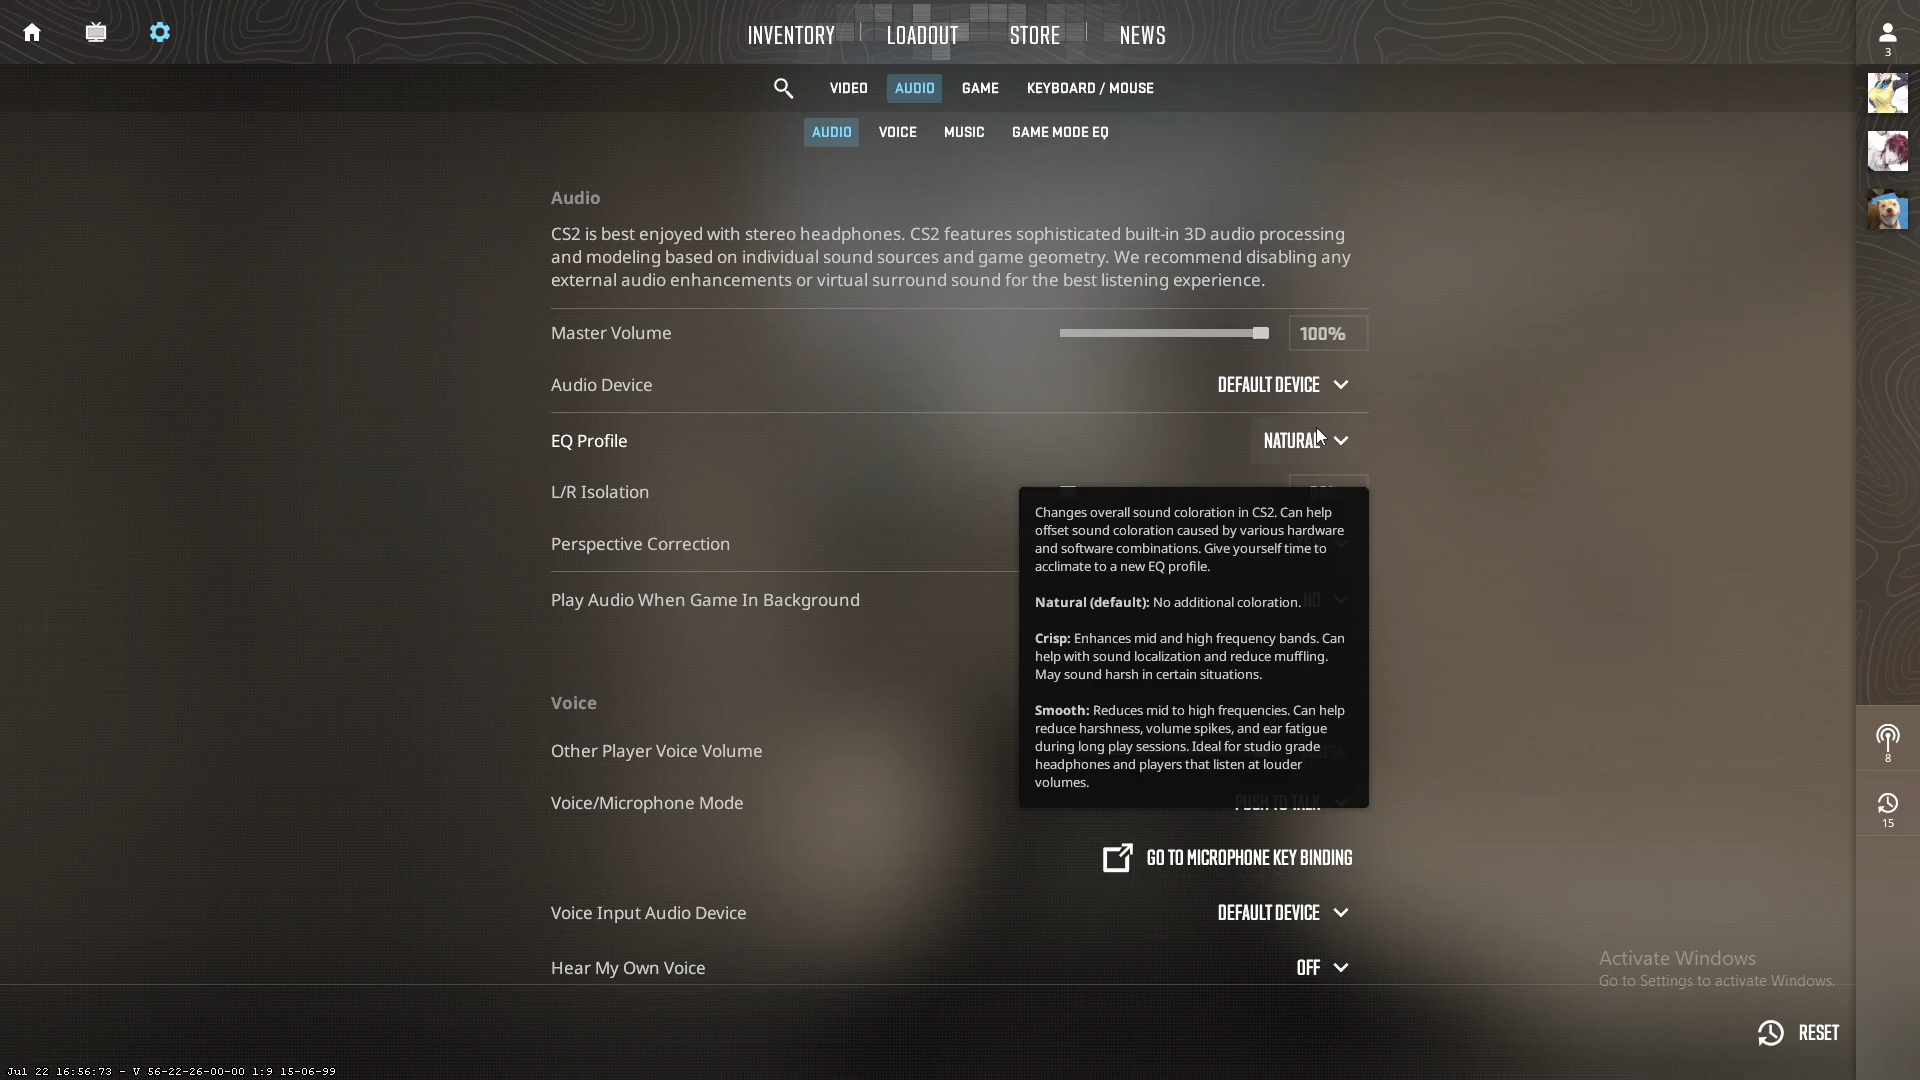 INVENTORY
LOADOUT
STORE
NEWS
3
VIDEO
AUDIO
GAME
KEYBOARD / MOUSE
AUDIO
VOICE
MUSIC
GAME MODE EQ
Audio
CS2 is best enjoyed with stereo headphones. CS2 features sophisticated built-in 3D audio processing
and modeling based on individual sound sources and game geometry. We recommend disabling any
external audio enhancements or virtual surround sound for the best listening experience.
Master Volume
100%
Audio Device
DEFAULT DEVICE
EQ Profile
NATURAL
L/R Isolation
Changes overall sound coloration in CS2. Can help
offset sound coloration caused by various hardware
and software combinations. Give yourself time to
acclimate to a new EQ profile.
Natural (default): No additional coloration.
Crisp: Enhances mid and high frequency bands. Can
help with sound localization and reduce muffling.
May sound harsh in certain situations.
Smooth: Reduces mid to high frequencies. Can help
reduce harshness, volume spikes, and ear fatigue
during long play sessions. Ideal for studio grade
headphones and players that listen at louder
volumes.
Perspective Correction
Play Audio When Game In Background
NO
Voice
Other Player Voice Volume
Voice/Microphone Mode
PUSH TO TALK
GO TO MICROPHONE KEY BINDING
Voice Input Audio Device
DEFAULT DEVICE
Hear My Own Voice
OFF
8
15
Activate Windows
Go to Settings to activate Windows.
RESET
Jul 22 16:56:73 - V 56-22-26-00-00 1:9 15-06-99